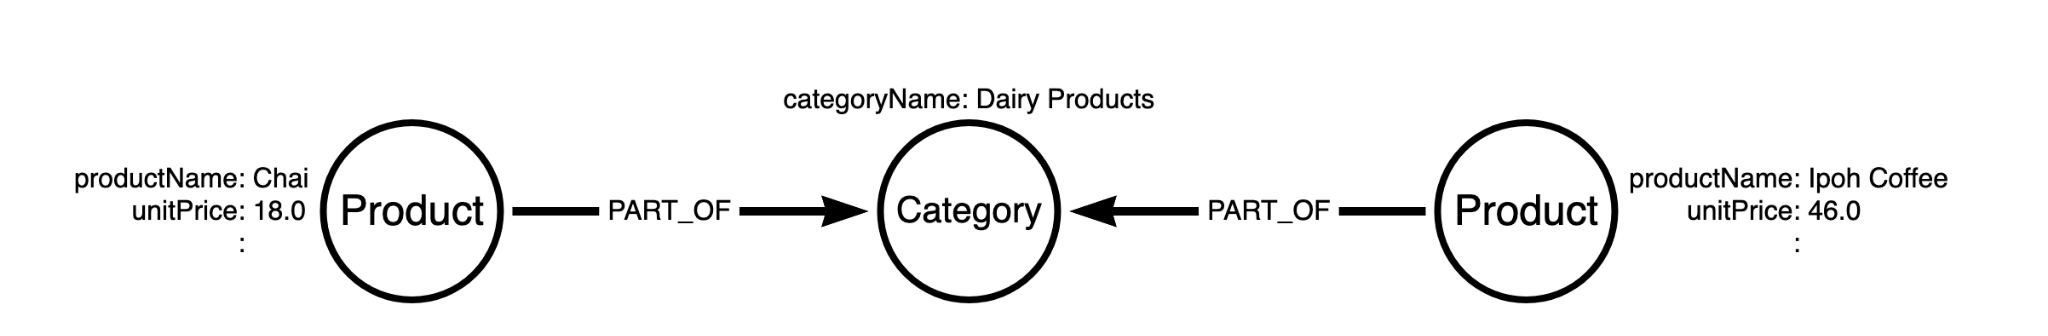 categoryName: Dairy Products
productName: Chai
unitPrice: 18.0
:
Product
PART_OF
Category
PART_OF
Product
productName: Ipoh Coffee
unitPrice: 46.0
: